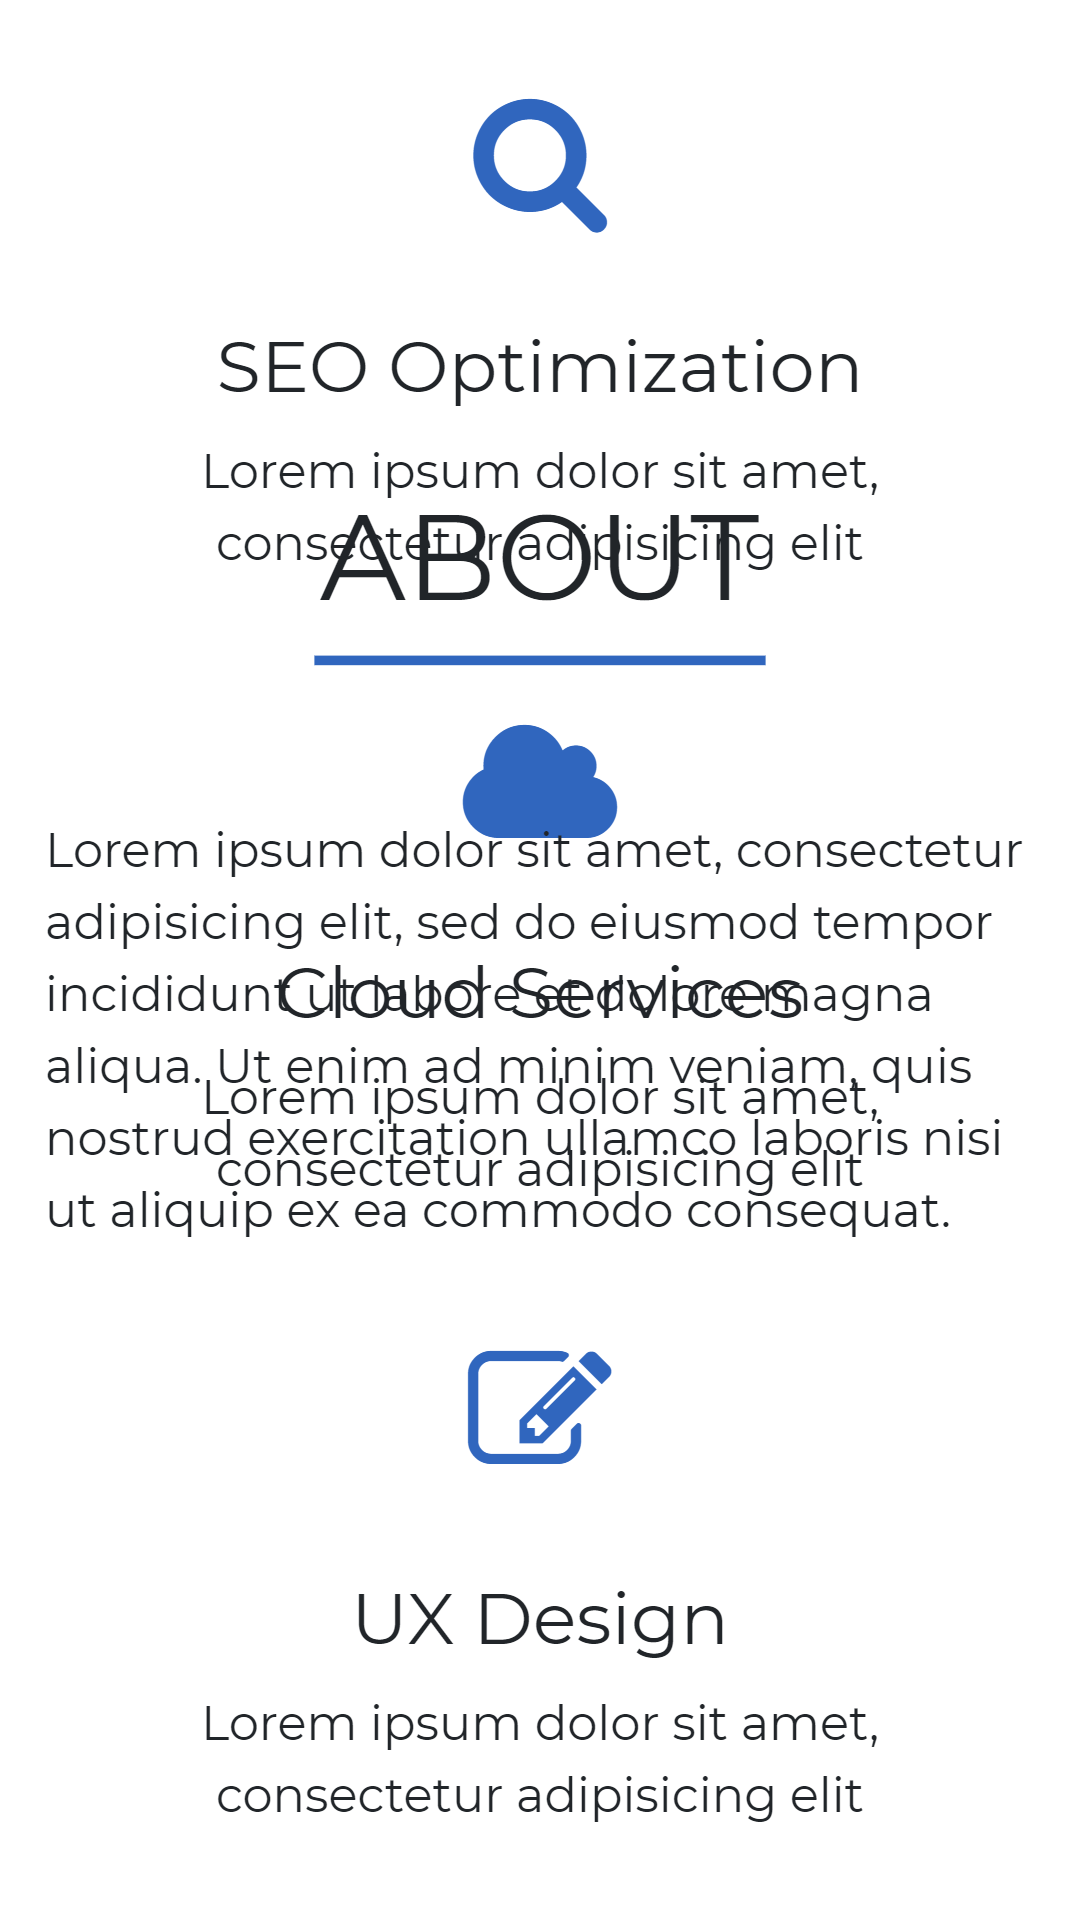 SEO Optimization
Lorem ipsum dolor sit amet,
consectetur adipisicing elit
ABOUT
Lorem ipsum dolor sit amet, consectetur
adipisicing elit, sed do eiusmod tempor
incididunt ut labore et dolore magna
aliqua. Ut enim ad minim veniam, quis
nostrud exercitation ullamco laboris nisi
ut aliquip ex ea commodo consequat.
Cloud Services
Lorem ipsum dolor sit amet,
consectetur adipisicing elit
UX Design
Lorem ipsum dolor sit amet,
consectetur adipisicing elit